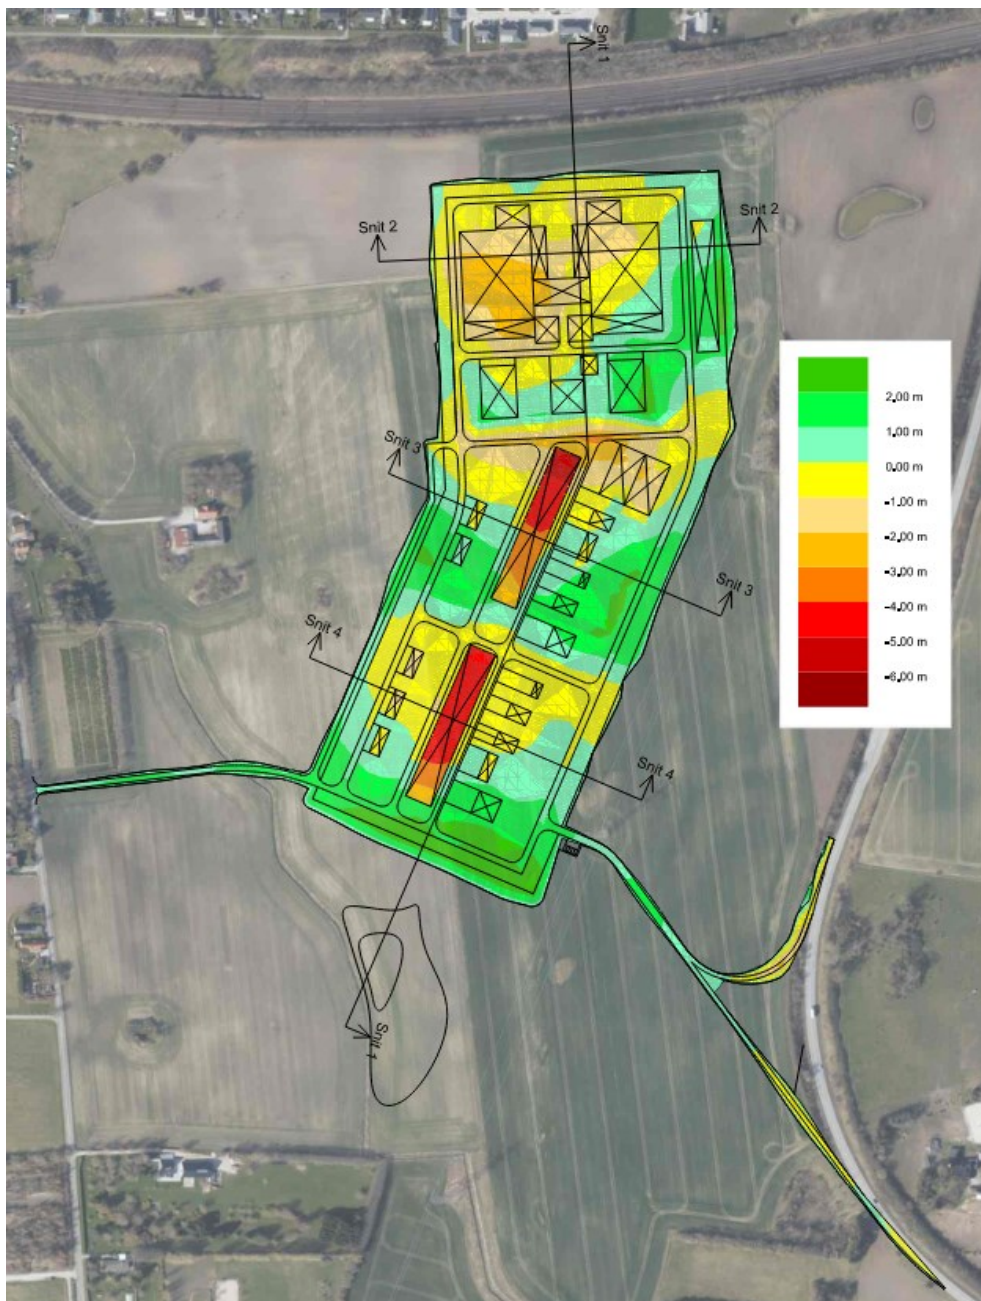 Snit 1
Snit 2
Snit 2
Snit 3
Snit 3
Snit 4
Snit 4
Snit 1
2.00 m
1.00 m
0.00 m
-1.00 m
-2.00 m
-3.00 m
-4.00 m
-5.00 m
-6.00 m